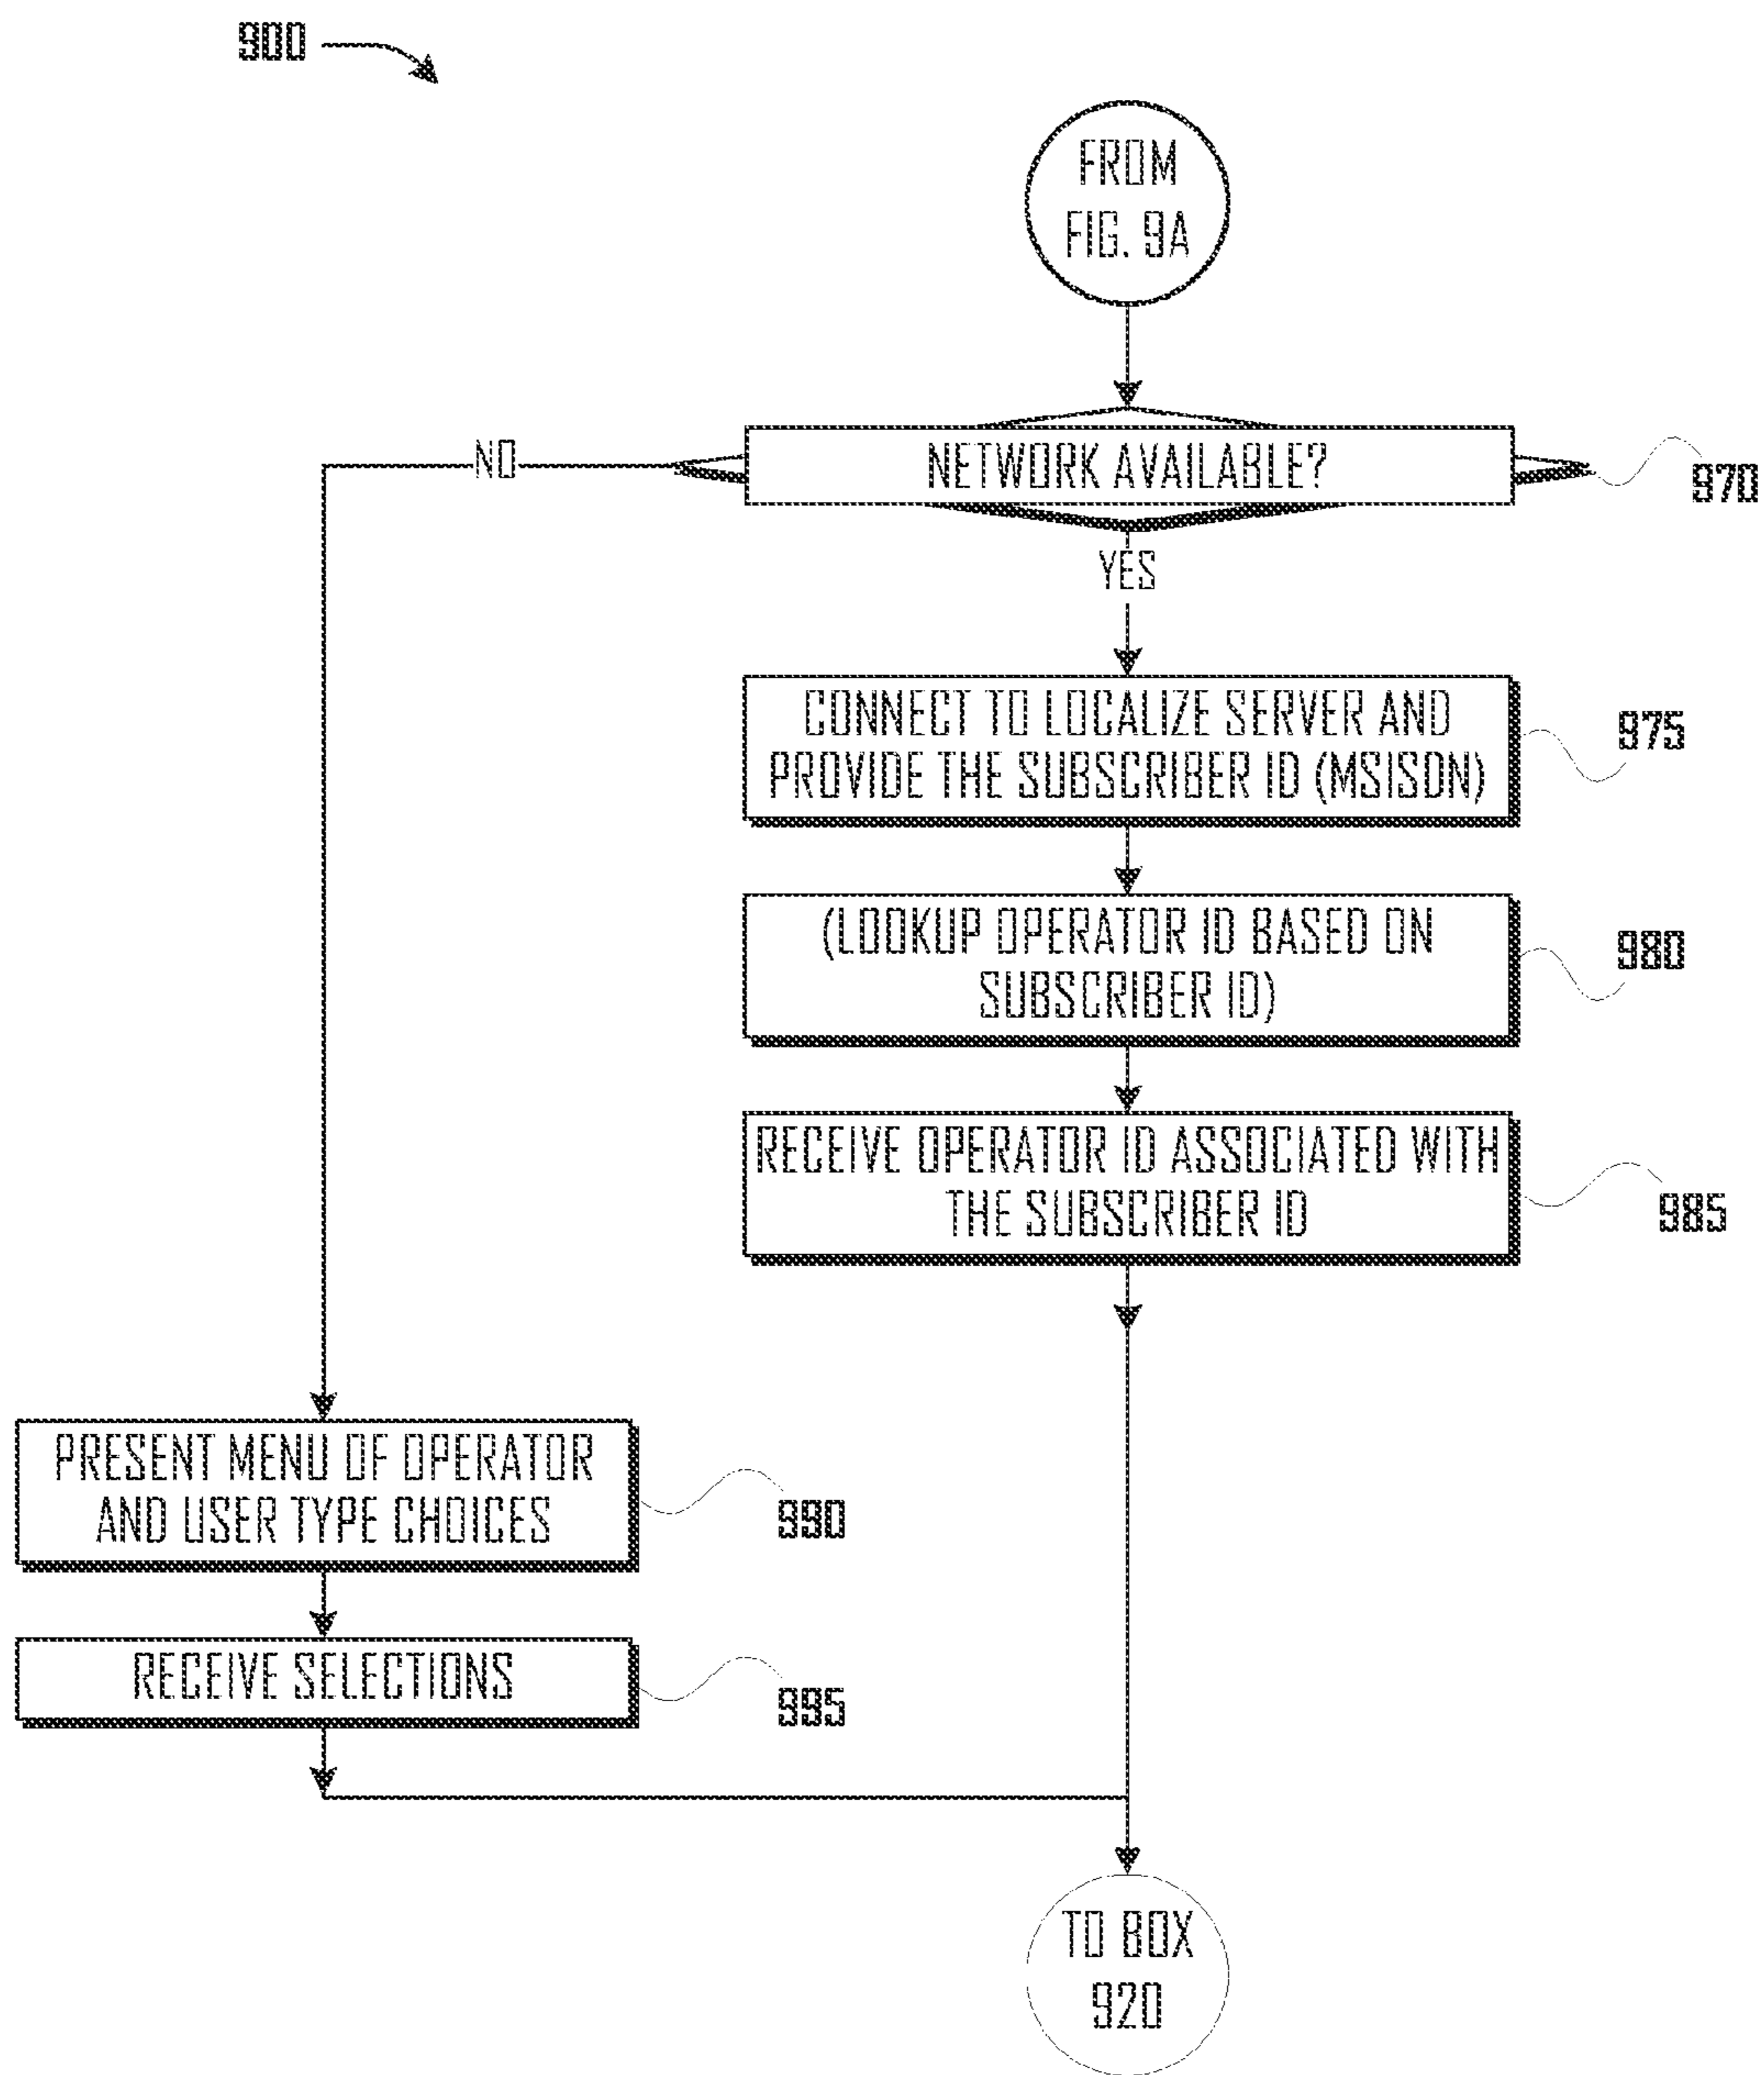 900
FROM
FIG. 9A
NETWORK AVAILABLE?
970
NO
YES
CONNECT TO LOCALIZE SERVER AND
PROVIDE THE SUBSCRIBER ID (MSISDN)
975
(LOOKUP OPERATOR ID BASED ON
SUBSCRIBER ID)
980
RECEIVE OPERATOR ID ASSOCIATED WITH
THE SUBSCRIBER ID
985
PRESENT MENU OF OPERATOR
AND USER TYPE CHOICES
990
RECEIVE SELECTIONS
995
TO BOX
920